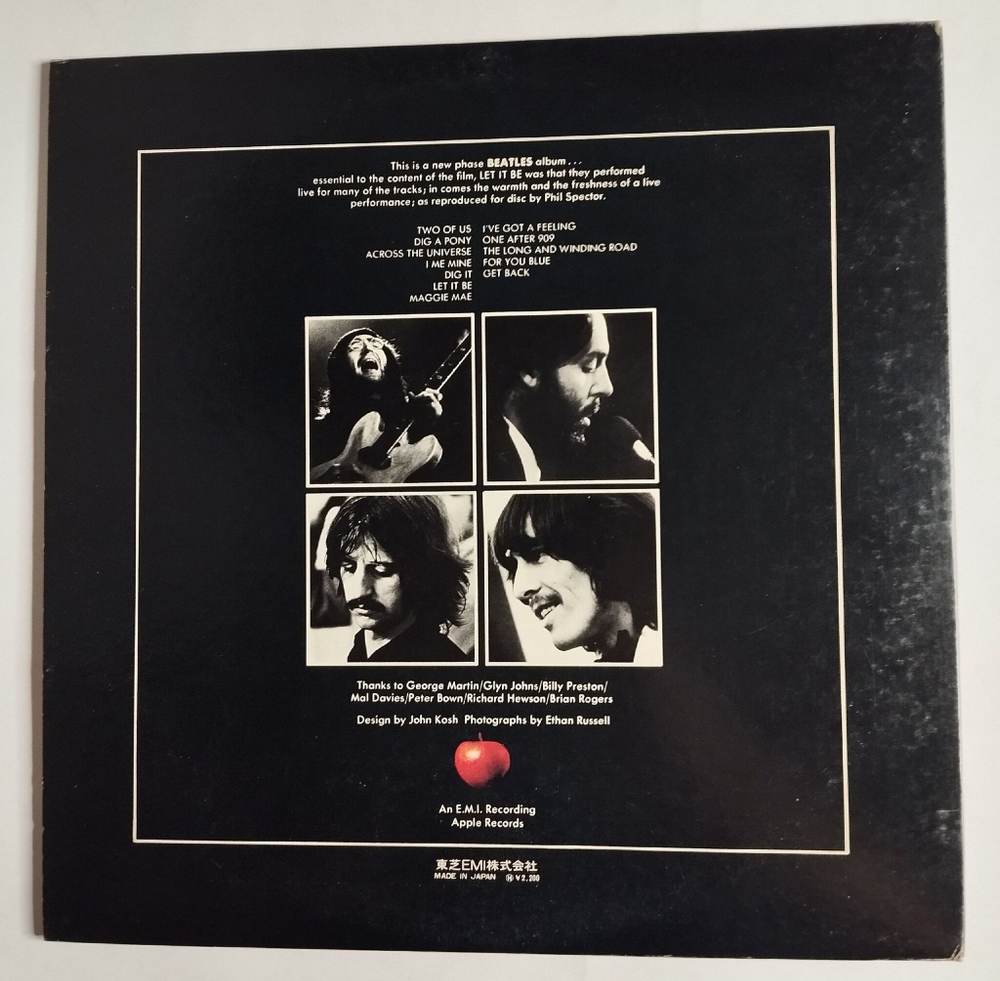 This is a new phase BEATLES album . . .
essential to the content of the film, LET IT BE was that they performed
live for many of the tracks; in comes the warmth and the freshness of a live
performance; as reproduced for disc by Phil Spector.
TWO OF US
DIG A PONY
ACROSS THE UNIVERSE
I ME MINE
DIG IT
LET IT BE
MAGGIE MAE
I'VE GOT A FEELING
ONE AFTER 909
THE LONG AND WINDING ROAD
FOR YOU BLUE
GET BACK
Thanks to George Martin/Glyn Johns/Billy Preston/
Mal Davies/Peter Bown/Richard Hewson/Brian Rogers
Design by John Kosh Photographs by Ethan Russell
An E.M.I. Recording
Apple Records
東芝EMI株式会社
MADE IN JAPAN Ⓗ ¥2,200